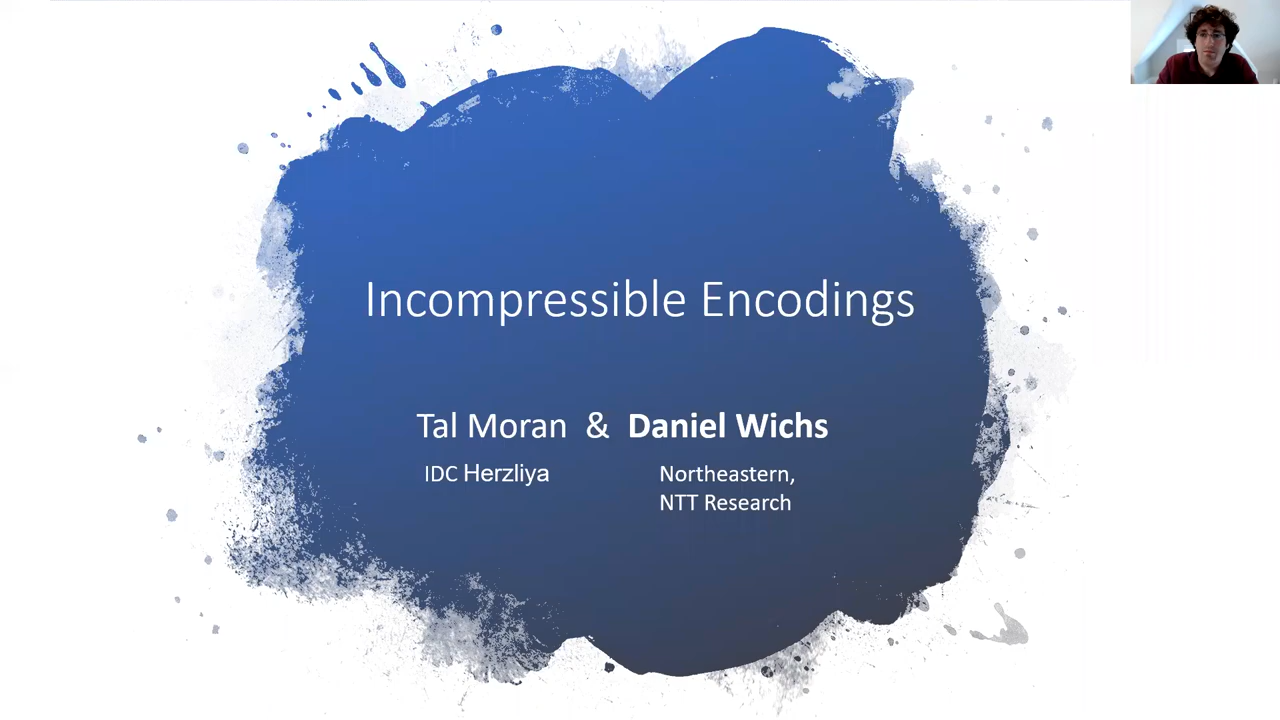 Incompressible Encodings
Tal Moran & Daniel Wichs
IDC Herzliya
Northeastern,
NTT Research